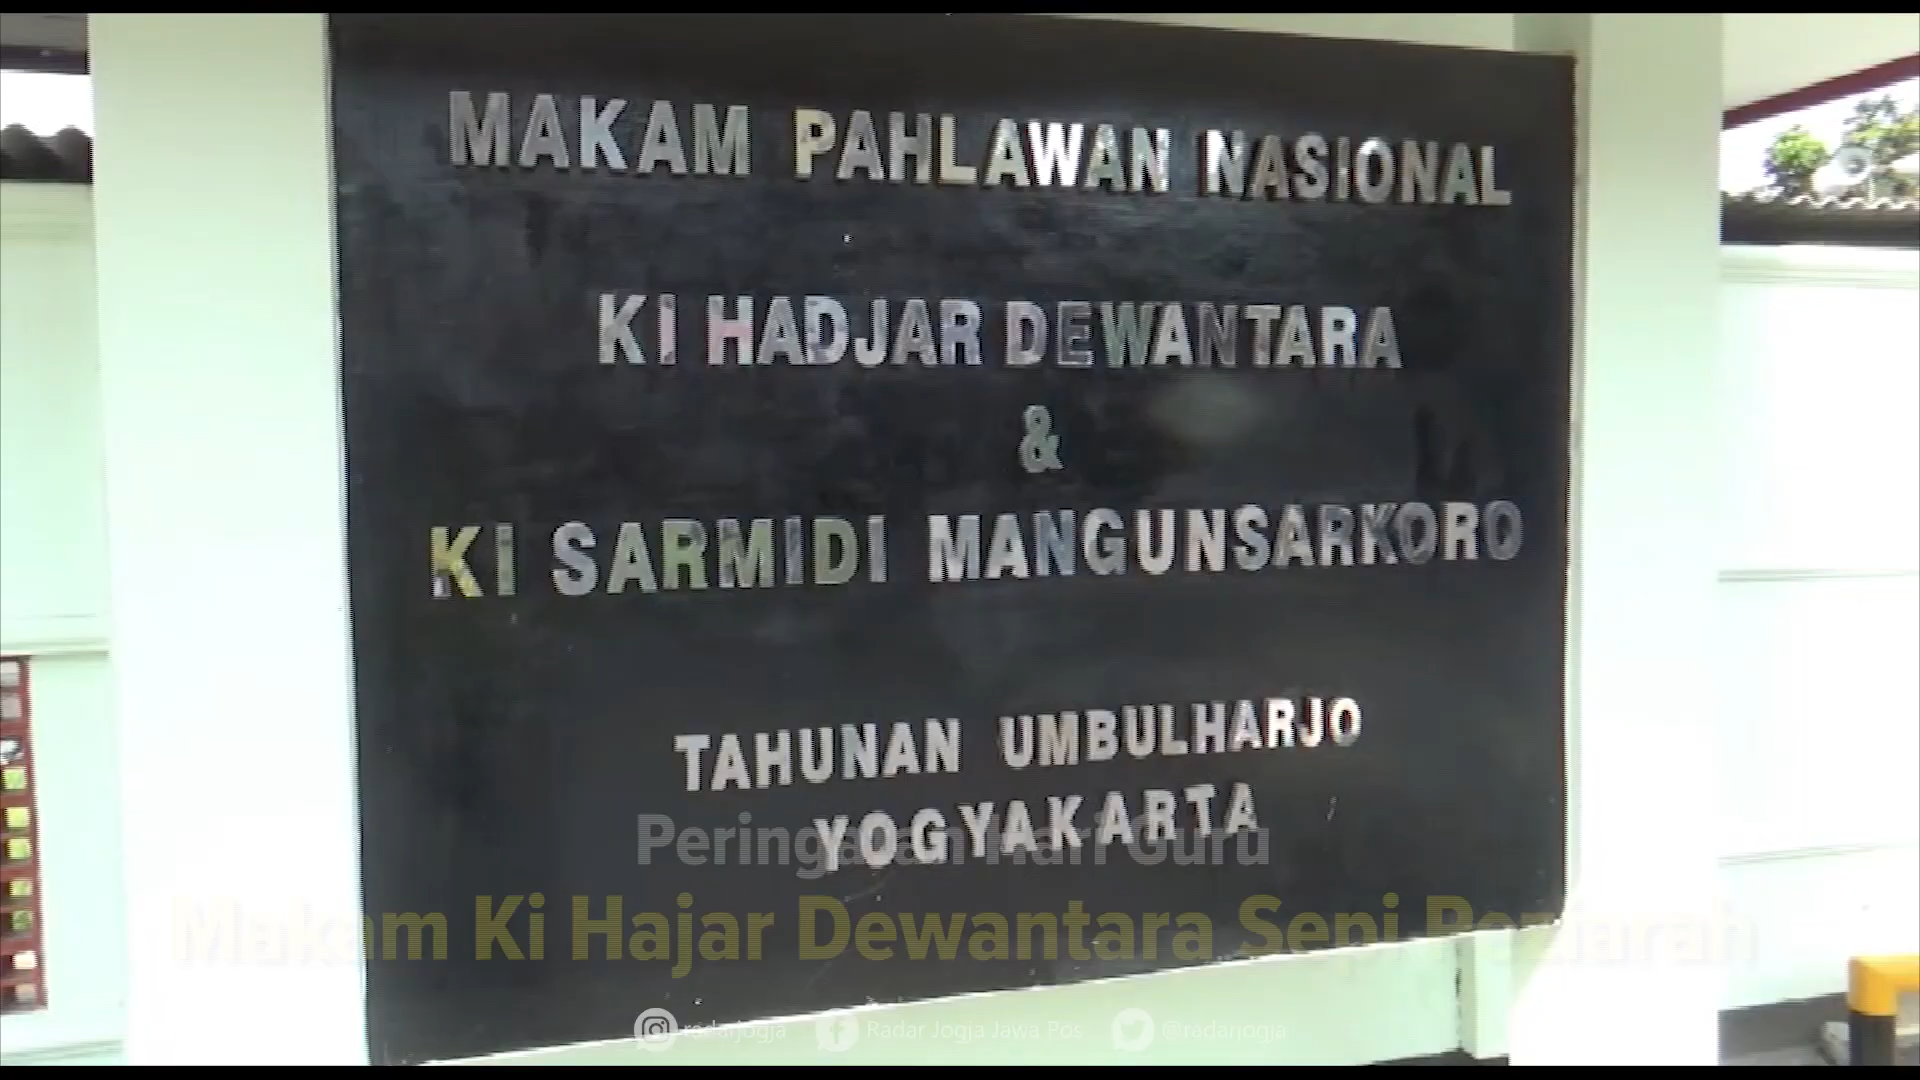 MAKAM PAHLAWAN NASIONAL
KI HADJAR DEWANTARA
&
KI SARMIDI MANGUNSARKORO
TAHUNAN UMBULHARJO
YOGYAKARTA
Peringatan Hari Guru
Makam Ki Hajar Dewantara Sepi Peziarah
radarjogja Radar Jogja Jawa Pos @radarjogja